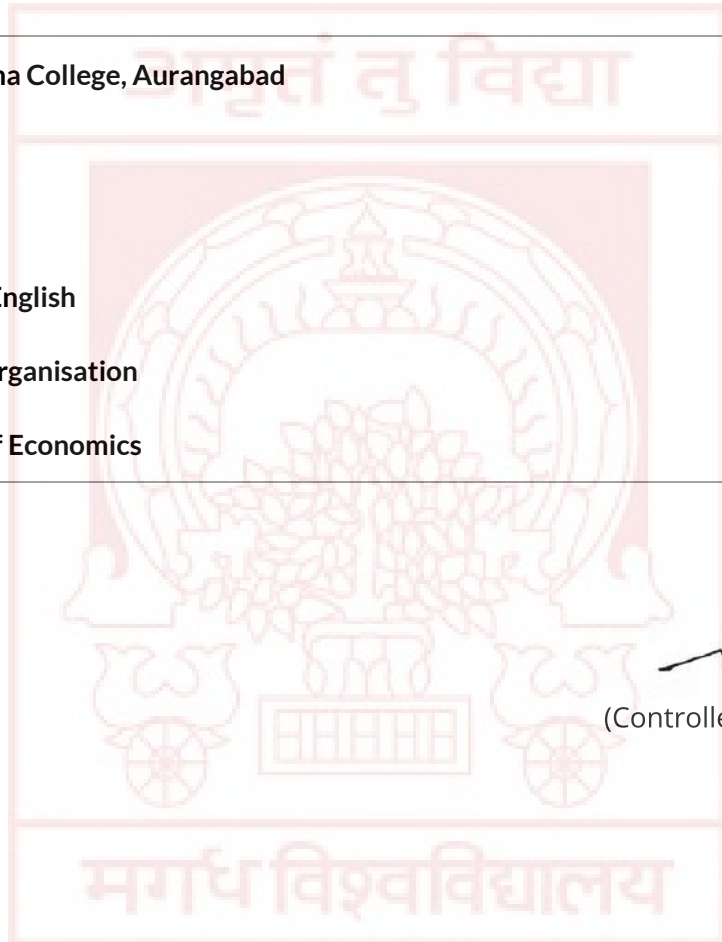 अमृतं तु विद्या
na College, Aurangabad
English
rganisation
f Economics
(Controlle
मगध विश्वविद्यालय